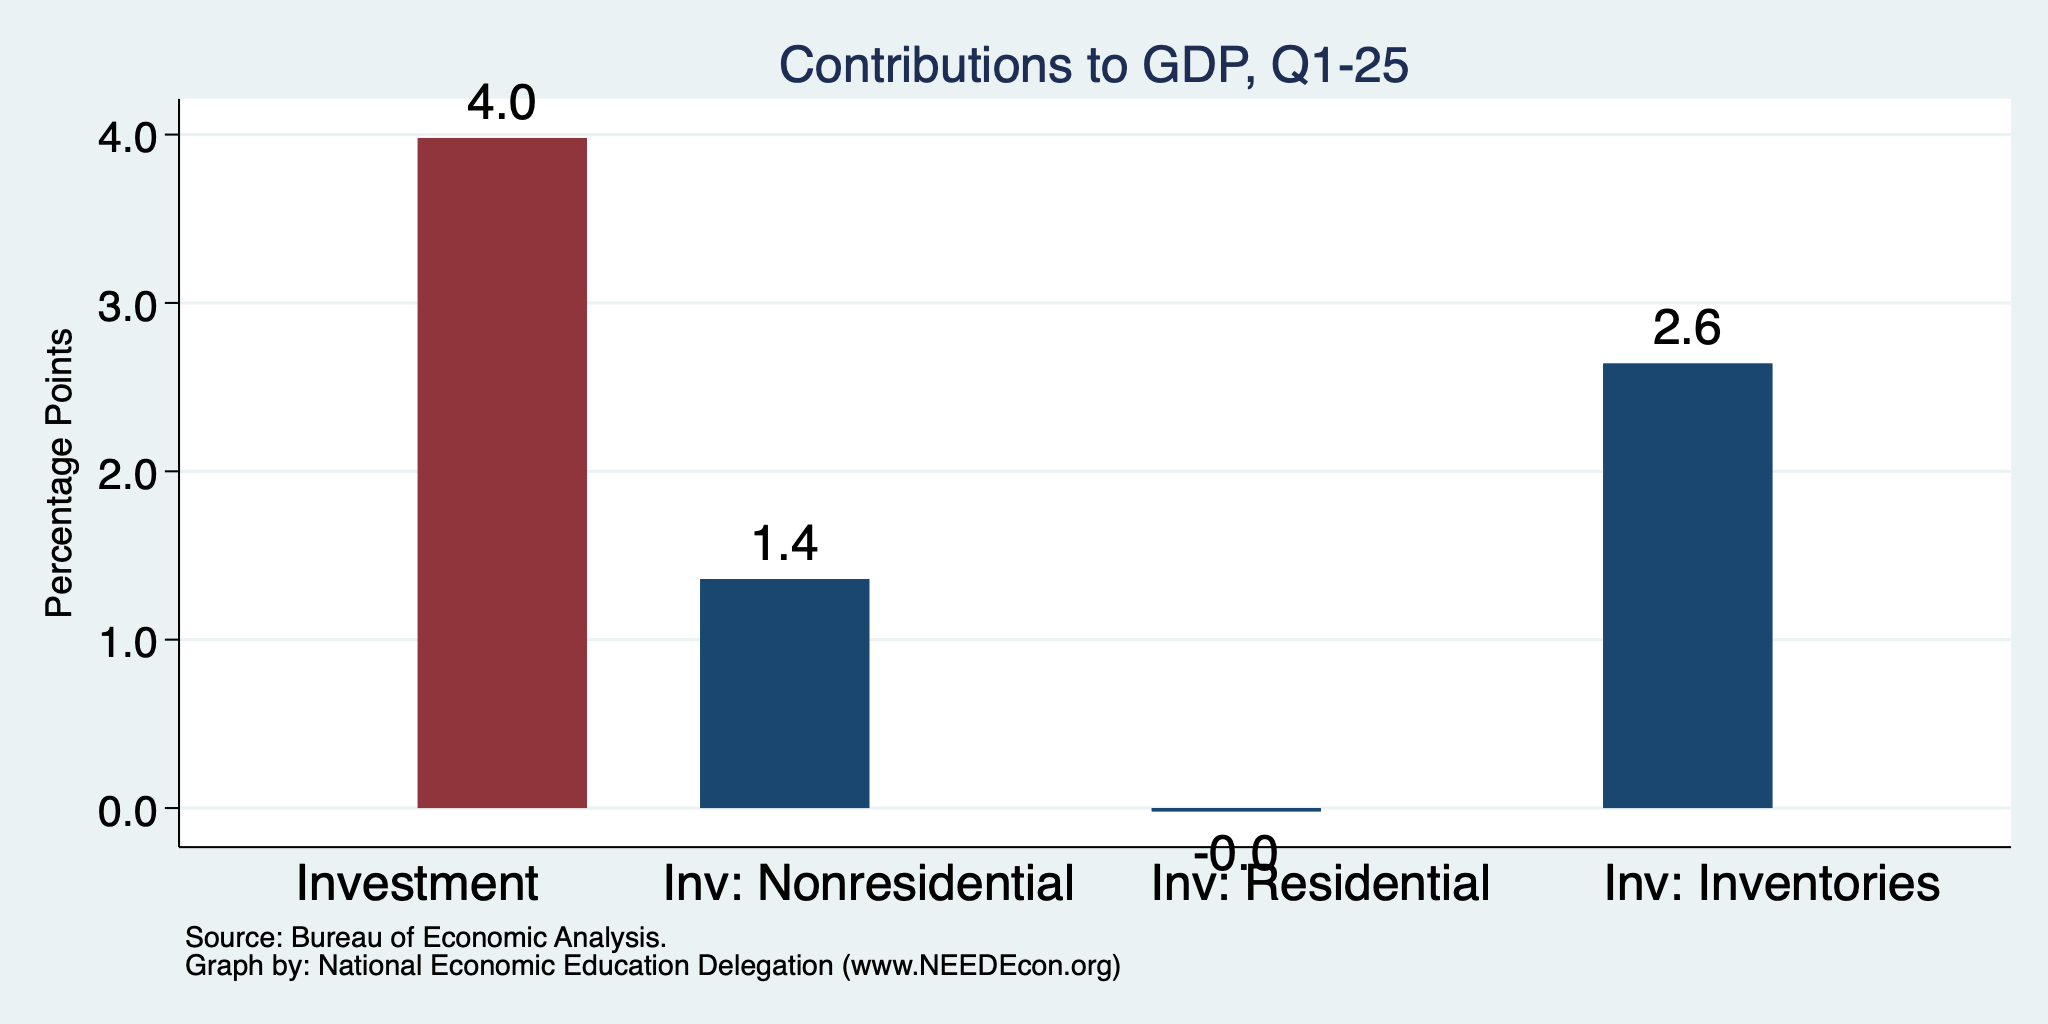 Contributions to GDP, Q1-25
Percentage Points
4.0
3.0
2.0
1.0
0.0
4.0
1.4
-0.0
2.6
Investment
Inv: Nonresidential
Inv: Residential
Inv: Inventories
Source: Bureau of Economic Analysis.
Graph by: National Economic Education Delegation (www.NEEDEcon.org)